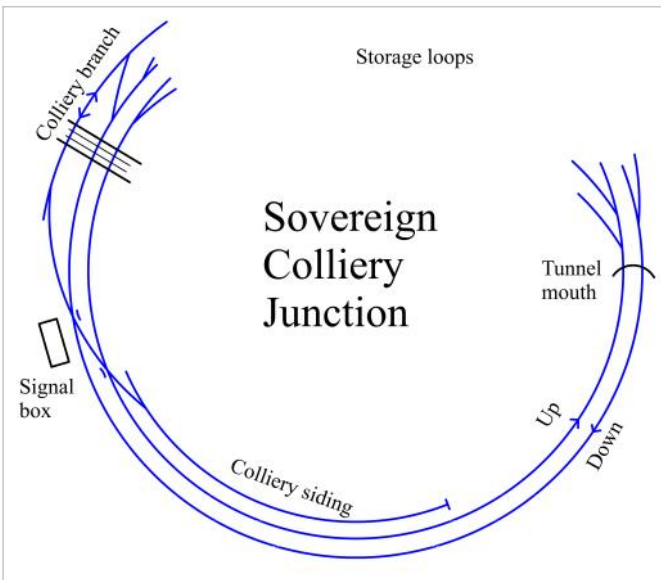 Storage loops
Colliery branch
Sovereign
Colliery
Junction
Tunnel
mouth
Signal
box
Up
Down
Colliery siding